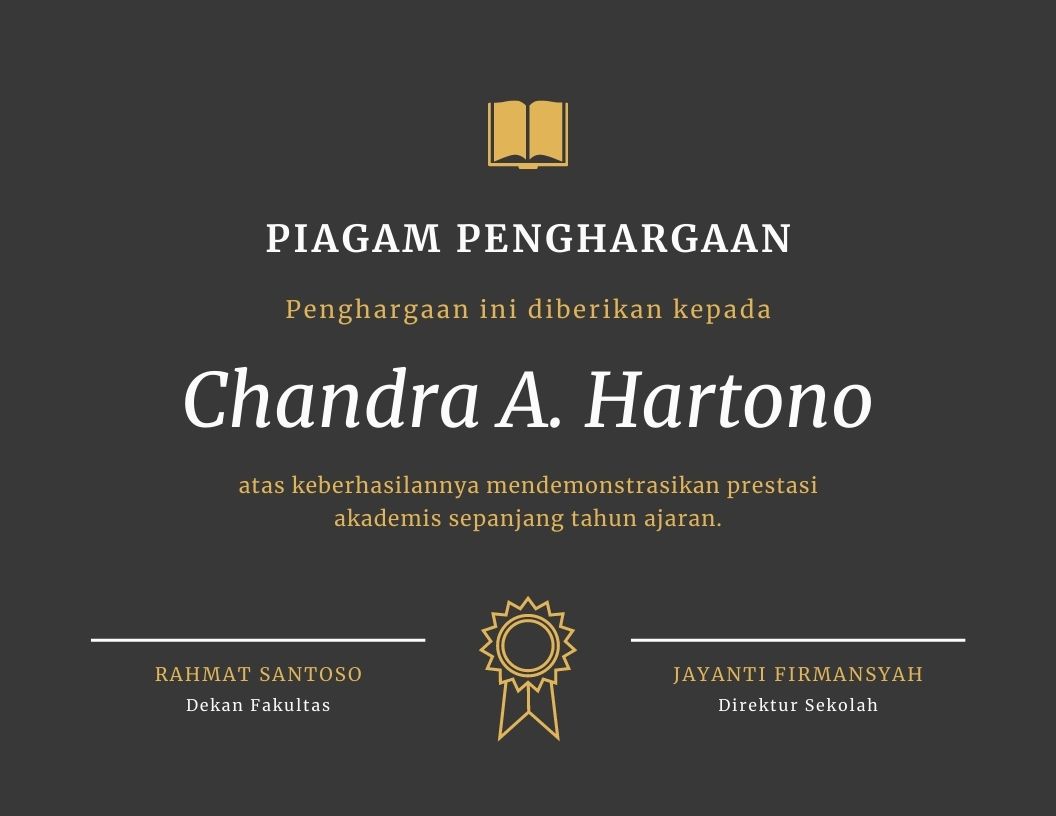 PIAGAM PENGHARGAAN
Penghargaan ini diberikan kepada
Chandra A. Hartono
atas keberhasilannya mendemonstrasikan prestasi
akademis sepanjang tahun ajaran.
RAHMAT SANTOSO
Dekan Fakultas
JAYANTI FIRMANSYAH
Direktur Sekolah